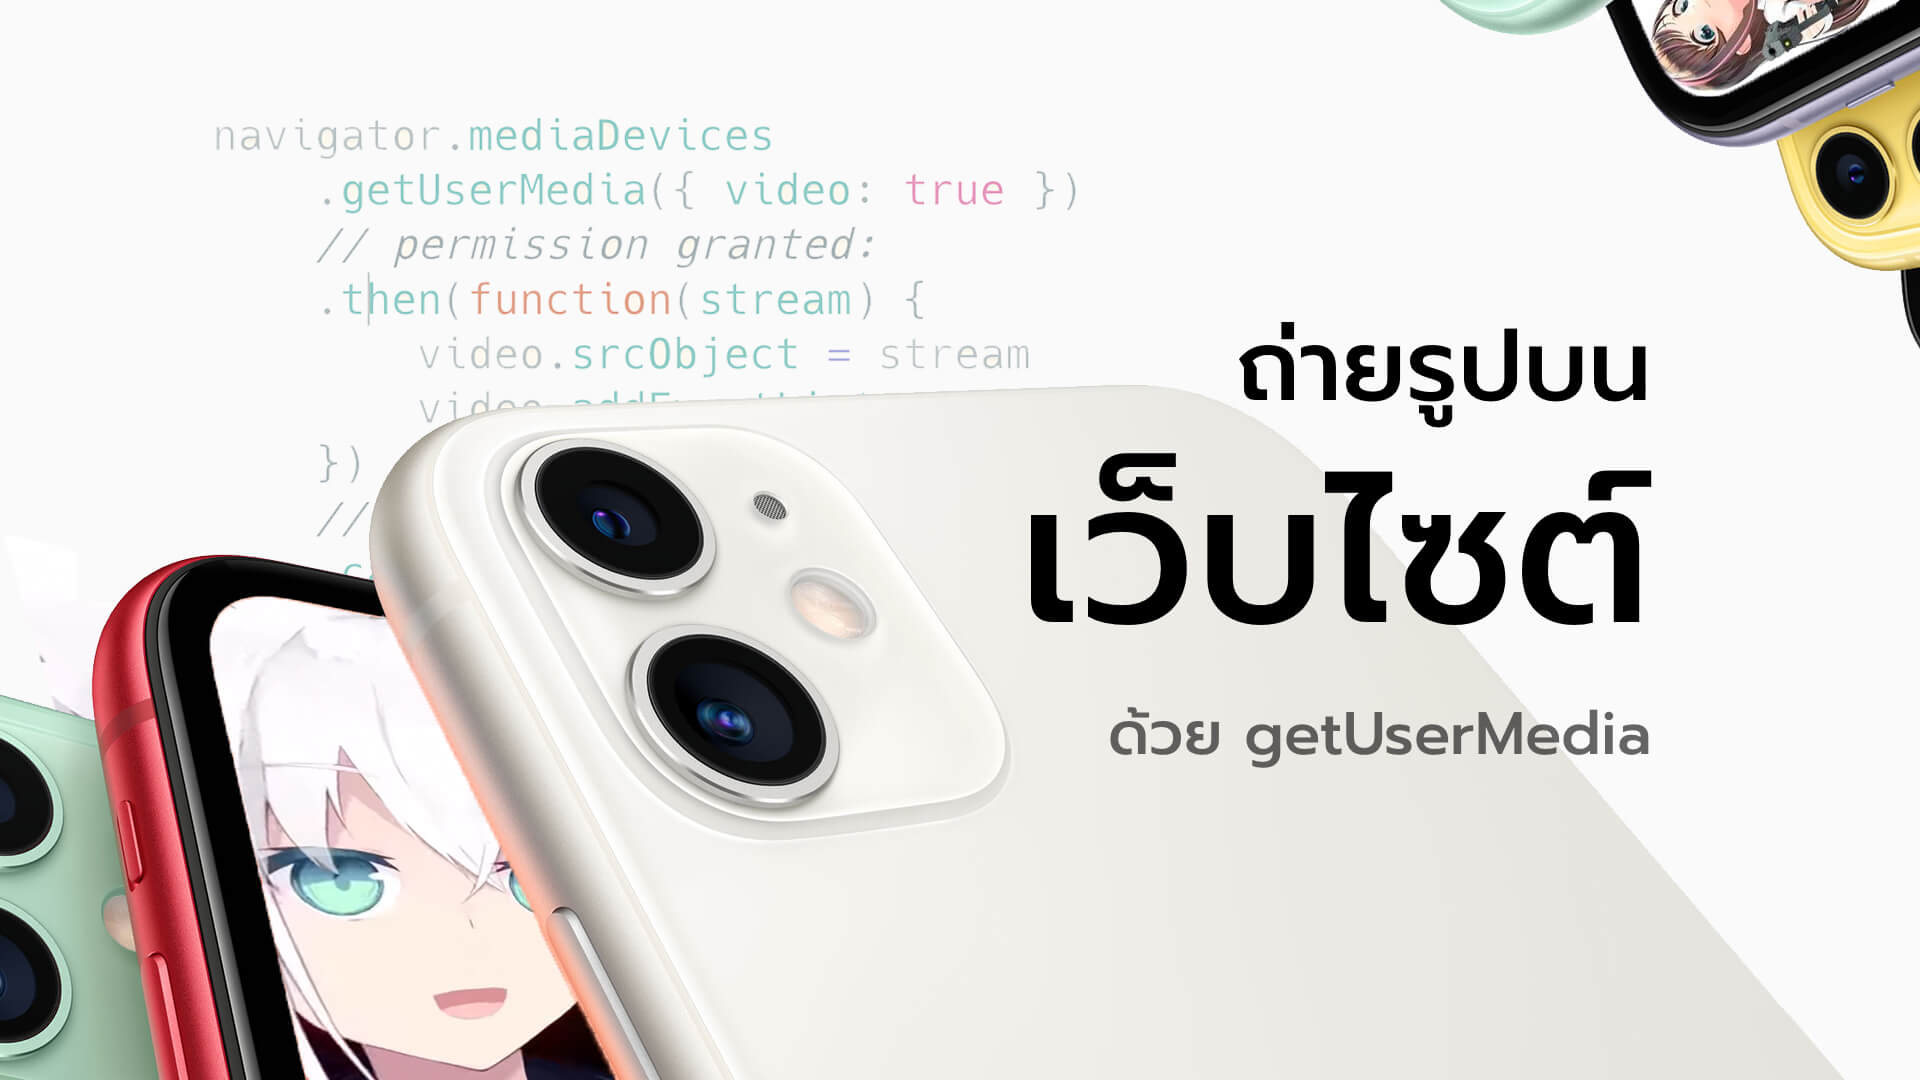 navigator.mediaDevices
.getUserMedia({ video: true })
// permission granted:
.then(function(stream) {
video.srcObject = stream
video.
})
//
ถ่ายรูปบน
เว็บไซต์
ด้วย getUserMedia